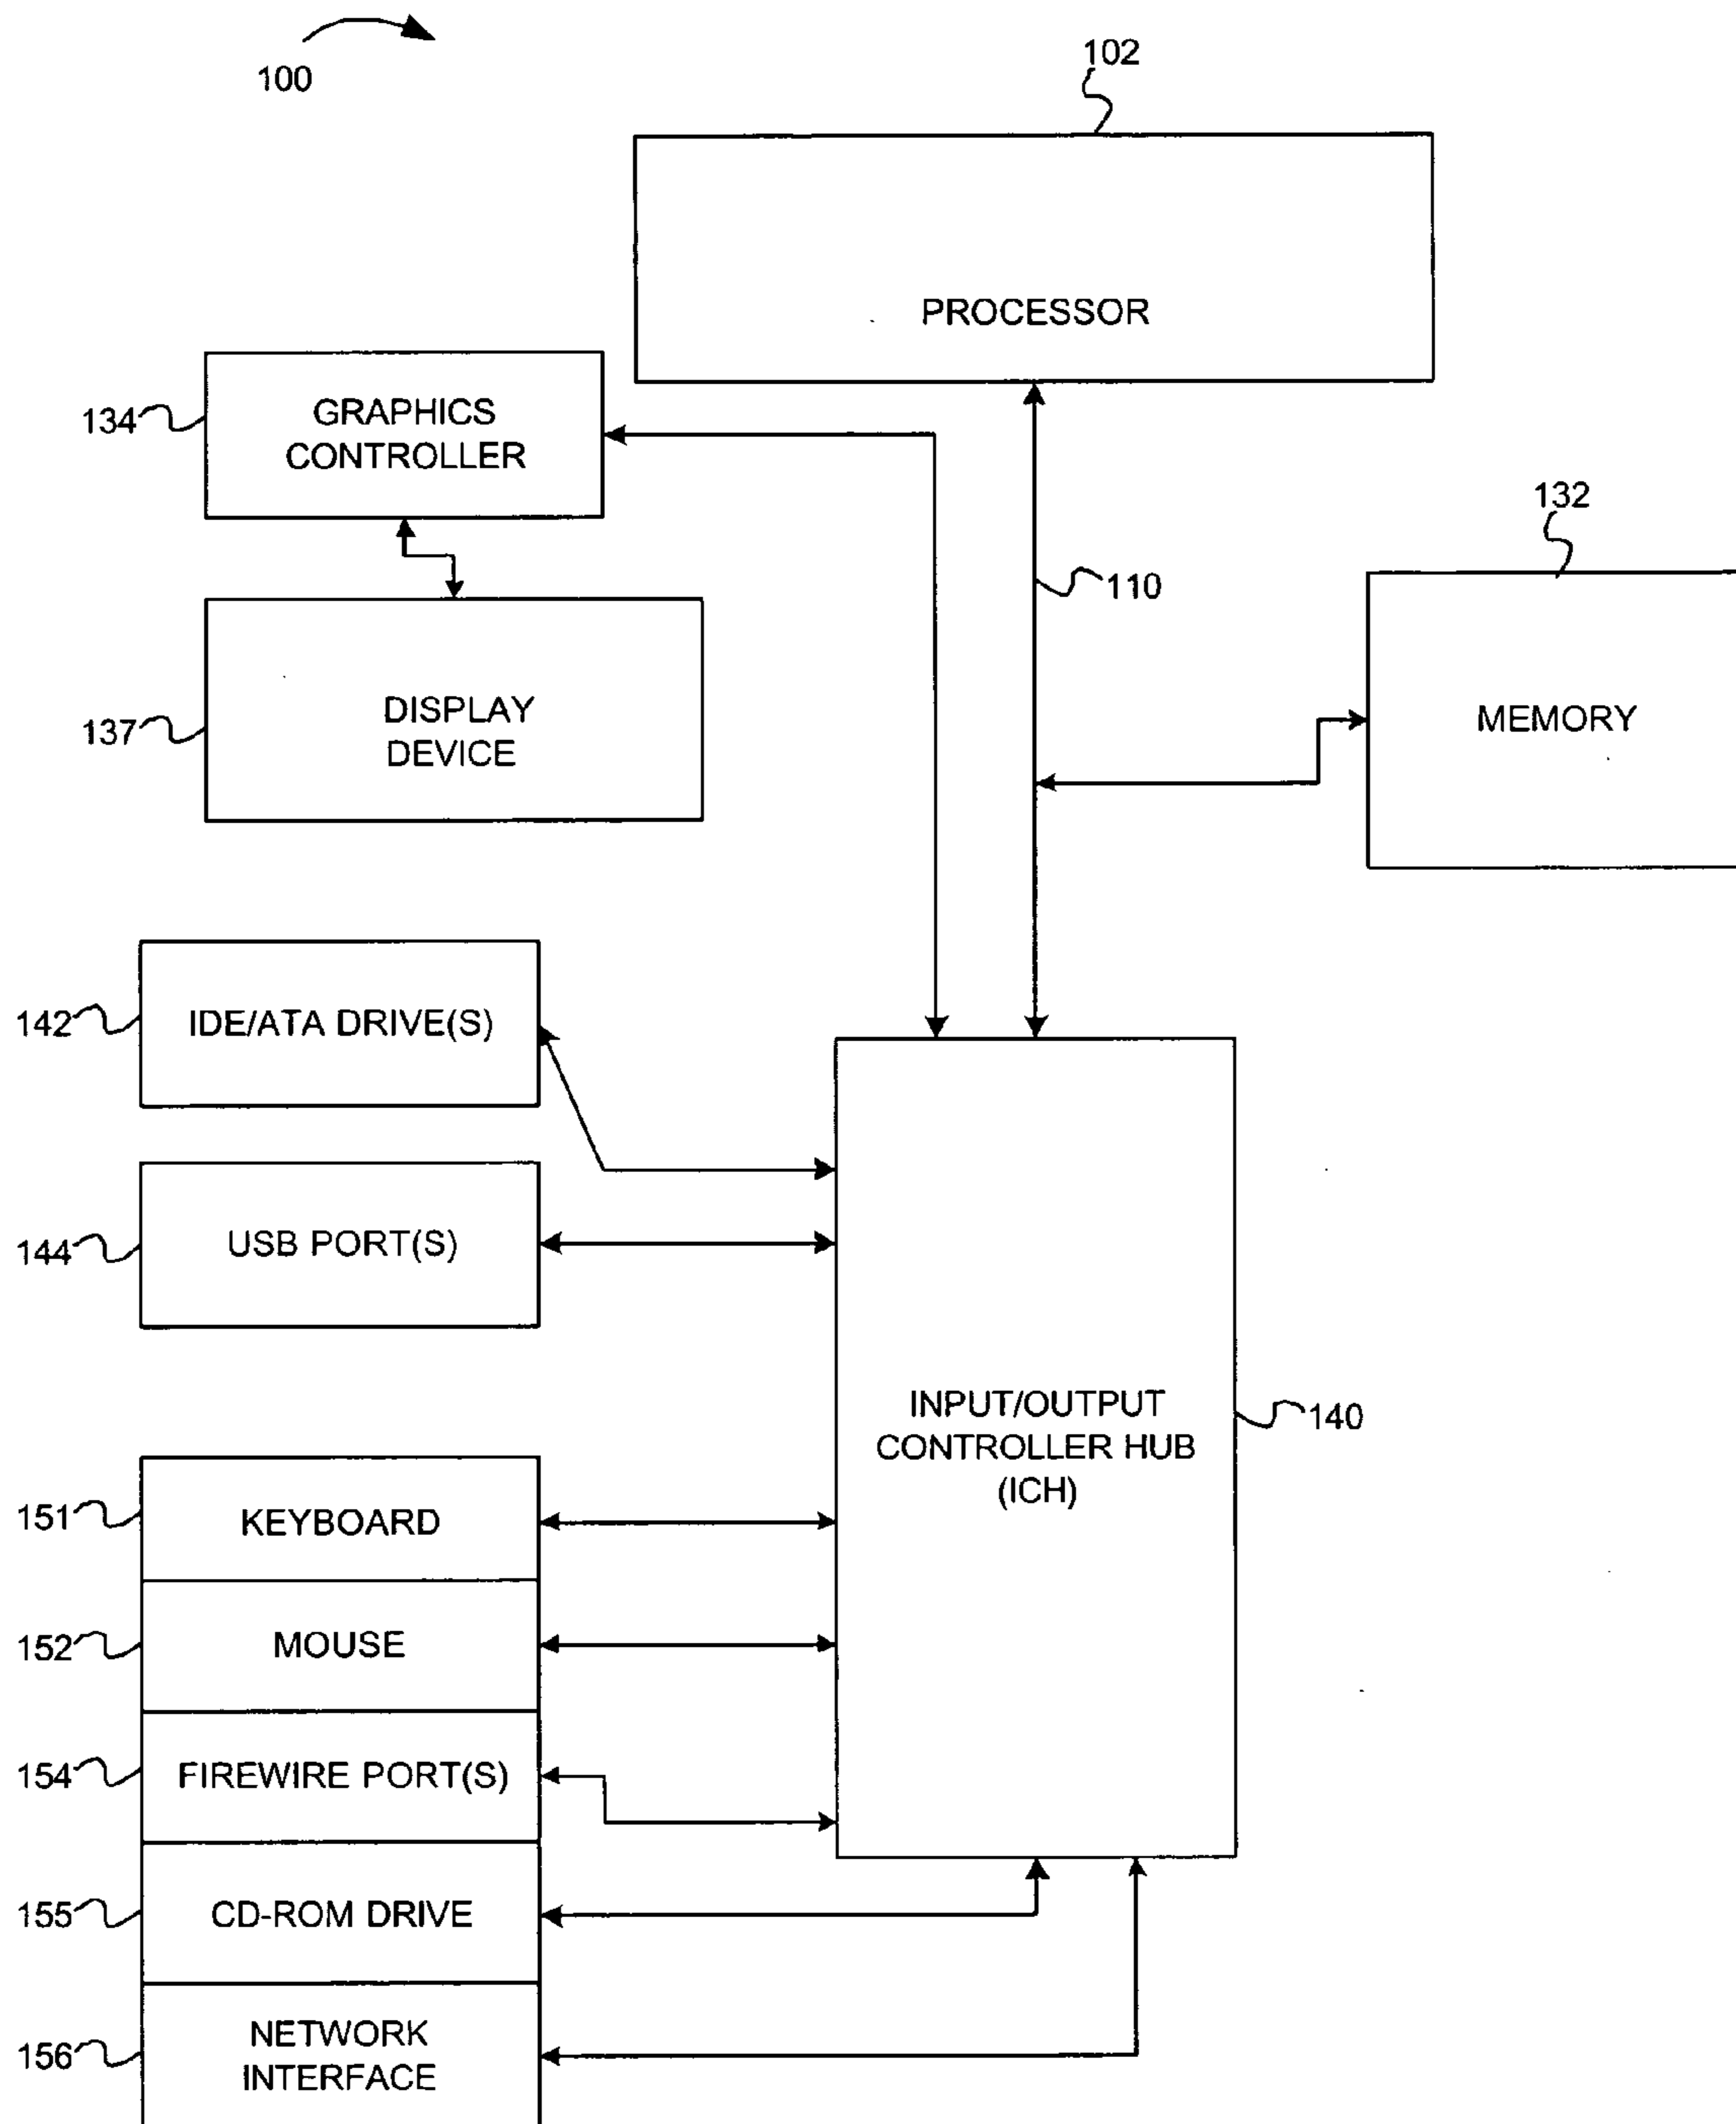 100
102
PROCESSOR
134
GRAPHICS
CONTROLLER
132
110
MEMORY
137
DISPLAY
DEVICE
142
IDE/ATA DRIVE(S)
144
USB PORT(S)
INPUT/OUTPUT
CONTROLLER HUB
(ICH)
140
151
KEYBOARD
152
MOUSE
154
FIREWIRE PORT(S)
155
CD-ROM DRIVE
156
NETWORK
INTERFACE